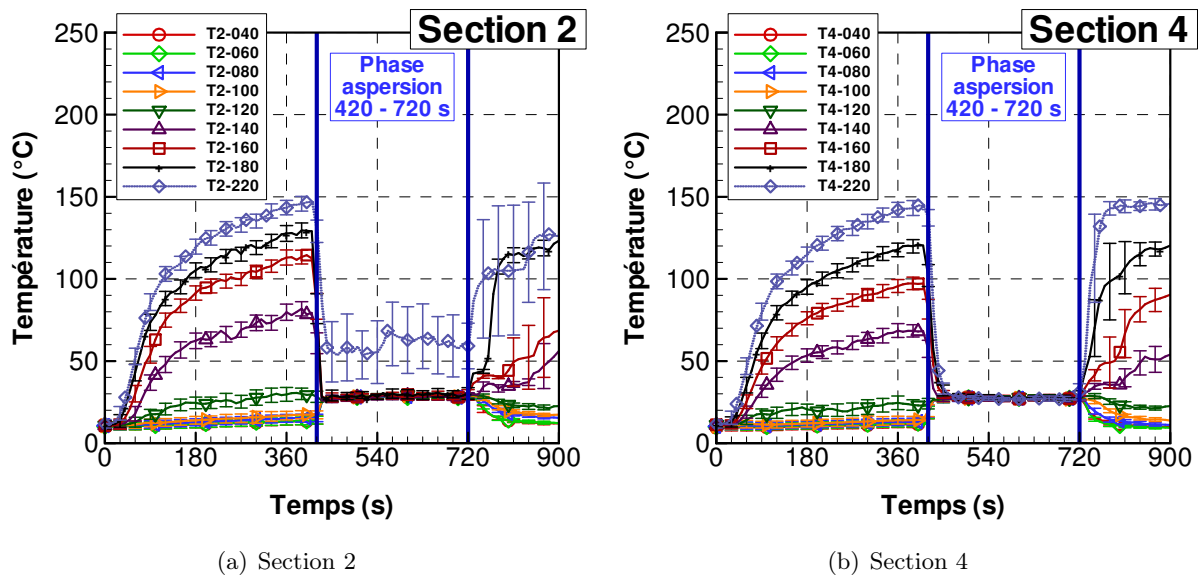 Section 2
Température (°C)
250
200
150
100
50
0
T2-040
T2-060
T2-080
T2-100
T2-120
T2-140
T2-160
T2-180
T2-220
Phase
aspersion
420 - 720 s
0 180 360 540 720 900
Temps (s)
(a) Section 2
Section 4
Température (°C)
250
200
150
100
50
0
T4-040
T4-060
T4-080
T4-100
T4-120
T4-140
T4-160
T4-180
T4-220
Phase
aspersion
420 - 720 s
0 180 360 540 720 900
Temps (s)
(b) Section 4